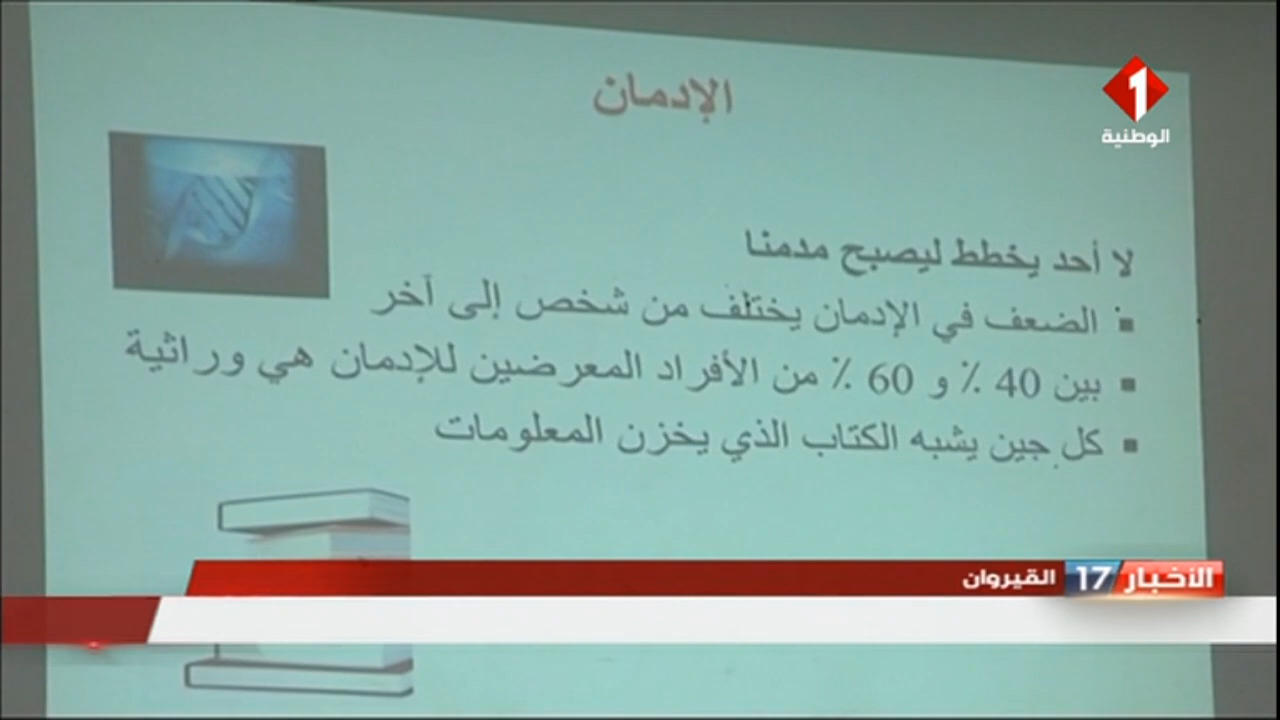 الإدمان
1
الوطنية
لا أحد يخطط ليصبح مدمنا
▪ الضعف في الإدمان يختلف من شخص إلى آخر
▪ بين 40 ٪ و 60 ٪ من الأفراد المعرضين للإدمان هي وراثية
▪ كل جين يشبه الكتاب الذي يخزن المعلومات
الأخبار 17 القيروان